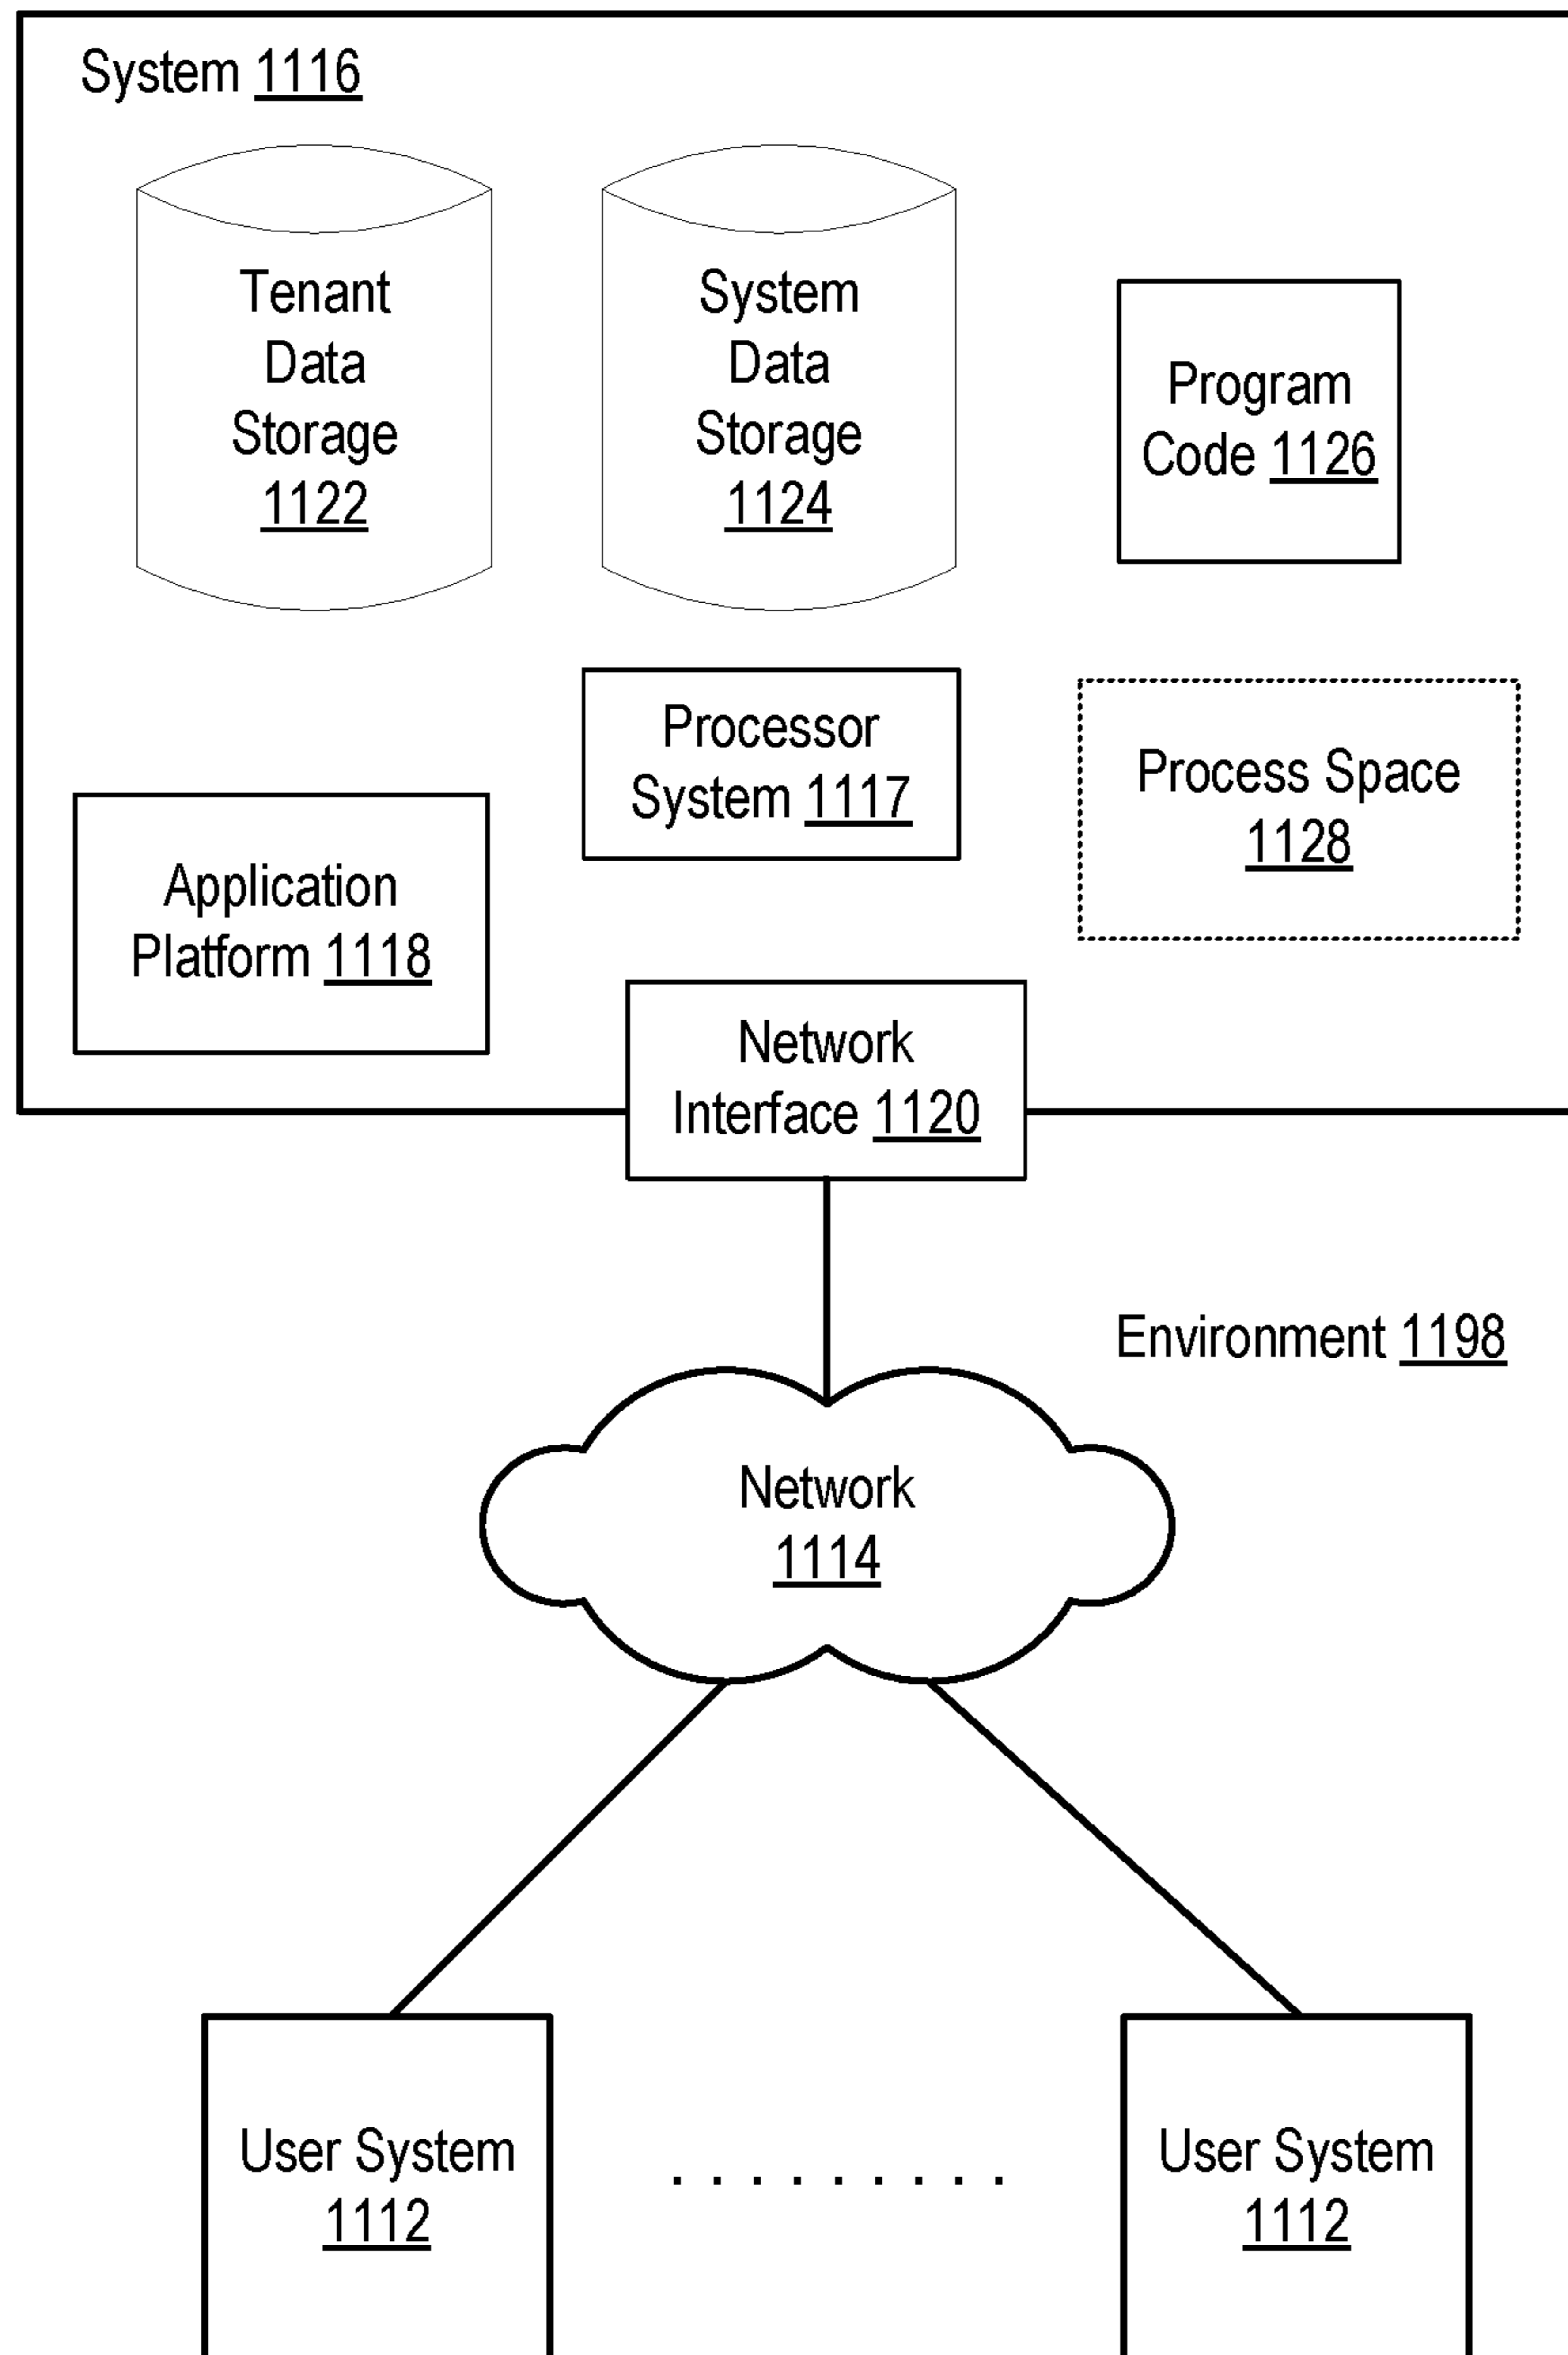 System 1116
Tenant
Data
Storage
1122
System
Data
Storage
1124
Program
Code 1126
Processor
System 1117
Process Space
1128
Application
Platform 1118
Network
Interface 1120
Environment 1198
Network
1114
User System
1112
. . . . . . . . .
User System
1112